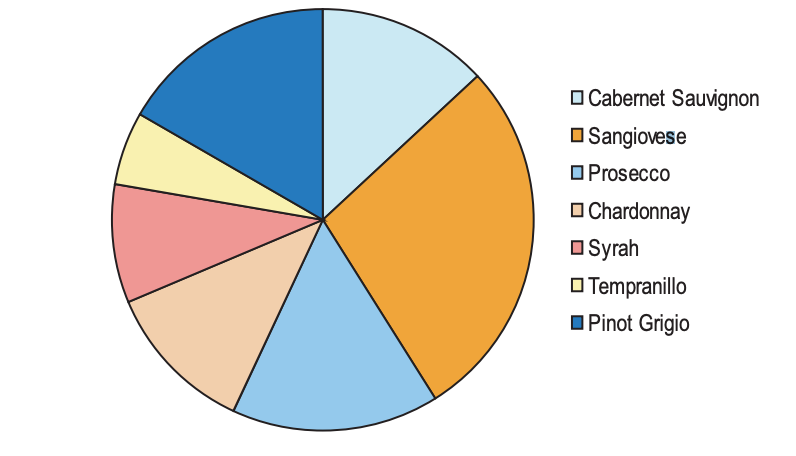 Cabernet Sauvignon
Sangiovese
Prosecco
Chardonnay
Syrah
Tempranillo
Pinot Grigio